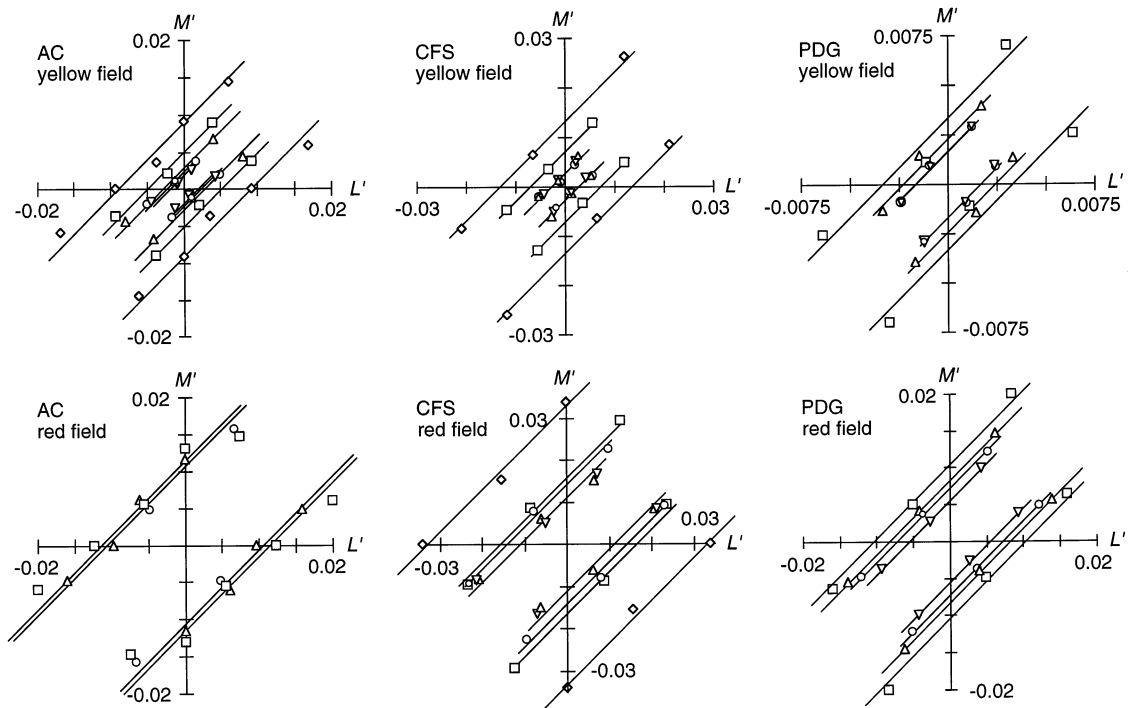 M'
AC
yellow field
0.02
-0.02
L'
0.02
-0.02
M'
CFS
yellow field
0.03
-0.03
L'
0.03
-0.03
M'
PDG
yellow field
0.0075
-0.0075
L'
0.0075
-0.0075
M'
AC
red field
0.02
-0.02
L'
0.02
-0.02
M'
CFS
red field
0.03
-0.03
L'
0.03
-0.03
M'
PDG
red field
0.02
-0.02
L'
0.02
-0.02